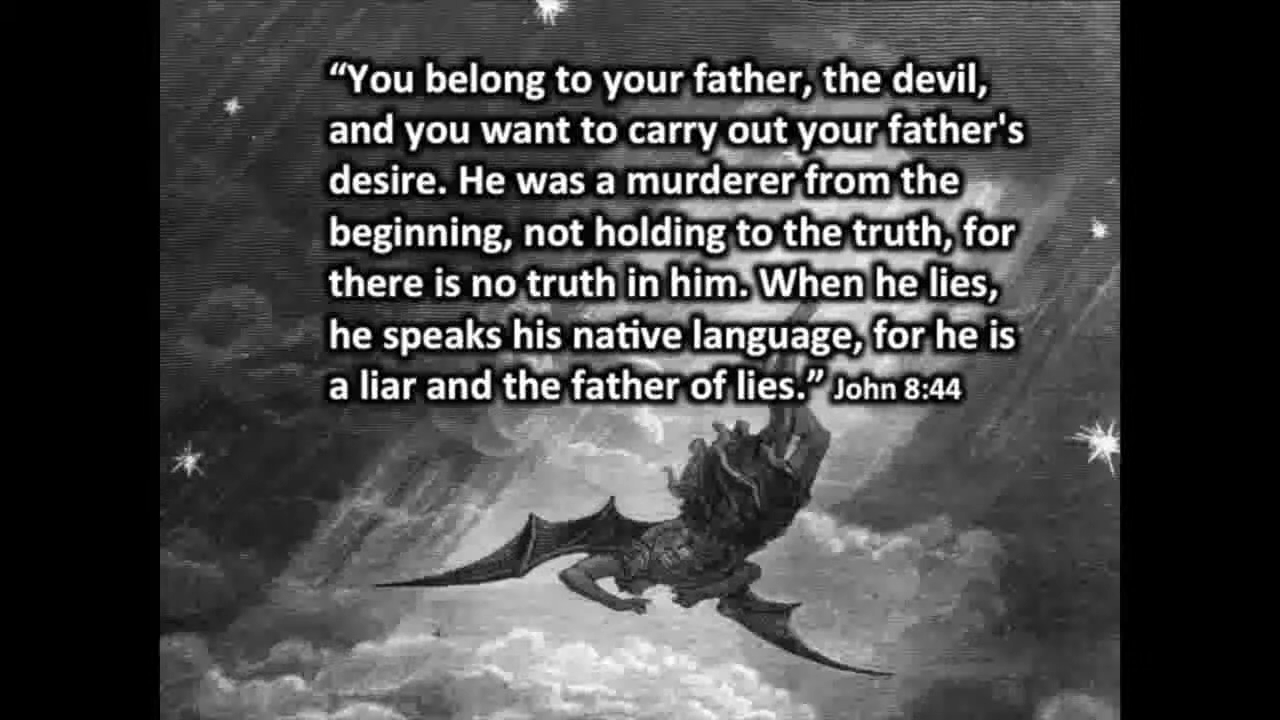 “You belong to your father, the devil,
and you want to carry out your father's
desire. He was a murderer from the
beginning, not holding to the truth, for
there is no truth in him. When he lies,
he speaks his native language, for he is
a liar and the father of lies.” John 8:44